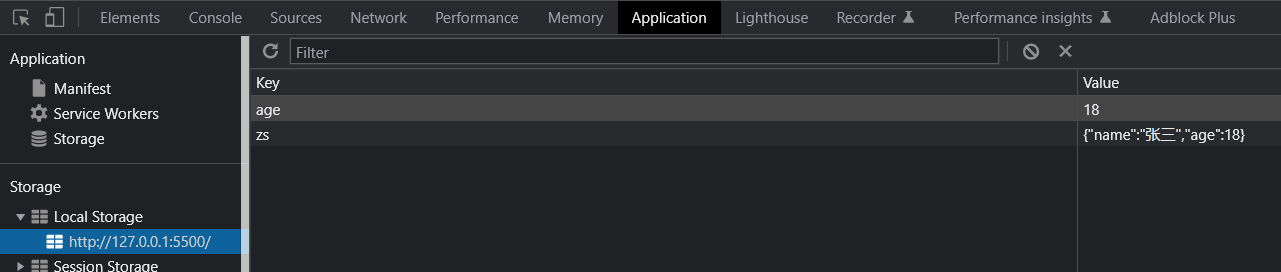 Elements Console Sources Network Performance Memory Application Lighthouse Recorder Performance insights Adblock Plus
Application
Manifest
Service Workers
Storage
Storage
Local Storage
http://127.0.0.1:5500/
Session Storage
Filter
Key Value
age 18
zs {"name":"张三","age":18}